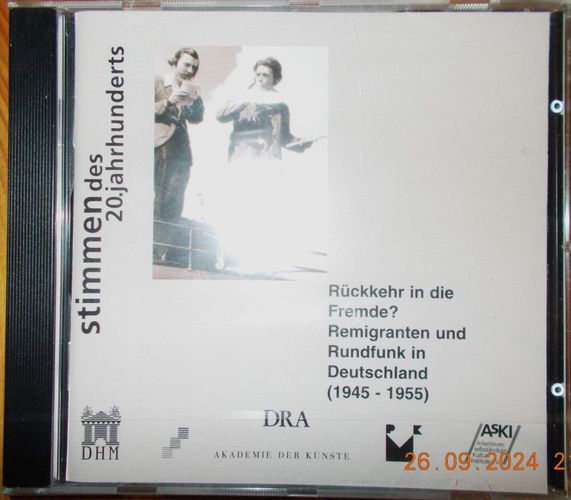 stimmen des
20.jahrhunderts
Rückkehr in die
Fremde?
Remigranten und
Rundfunk in
Deutschland
(1945 - 1955)
DHM
DRA
AKADEMIE DER KÜNSTE
ASKI
26.09.2024